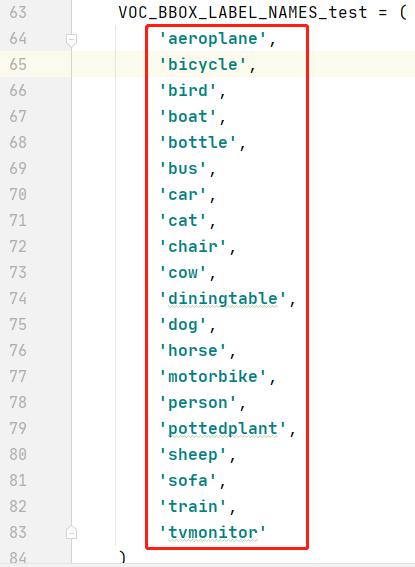 63 VOC_BBOX_LABEL_NAMES_test = (
64 'aeroplane',
65 'bicycle',
66 'bird',
67 'boat',
68 'bottle',
69 'bus',
70 'car',
71 'cat',
72 'chair',
73 'cow',
74 'diningtable',
75 'dog',
76 'horse',
77 'motorbike',
78 'person',
79 'pottedplant',
80 'sheep',
81 'sofa',
82 'train',
83 'tvmonitor'
84 )